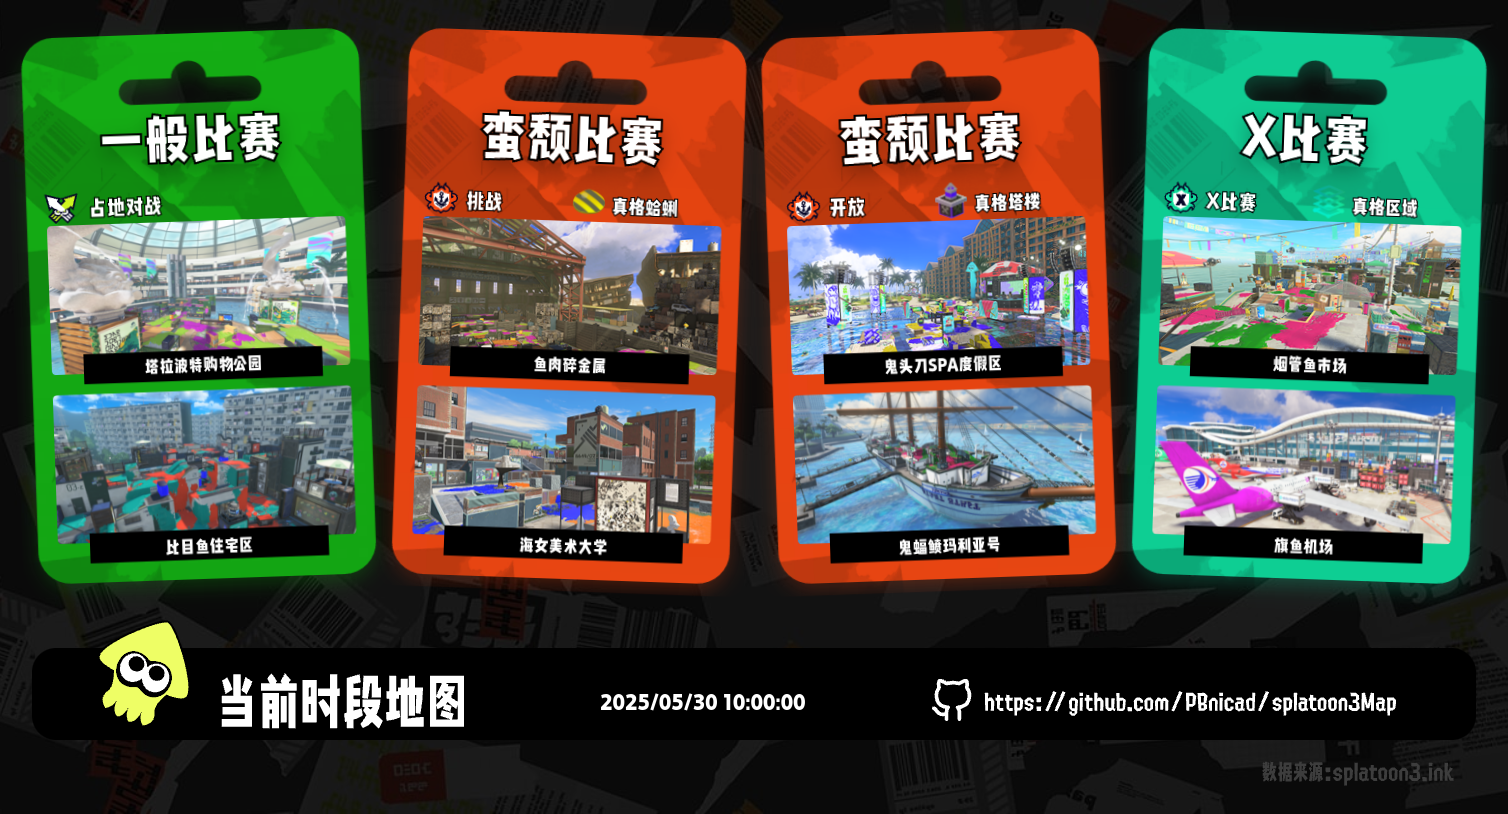 一般比赛
占地对战
塔拉波特购物公园
比目鱼住宅区
蛮颓比赛
挑战
真格蛤蜊
鱼肉碎金属
海女美术大学
蛮颓比赛
开放
真格塔楼
鬼头刀SPA度假区
鬼蝠鲼玛利亚号
X比赛
X比赛
真格区域
烟管鱼市场
旗鱼机场
当前时段地图
2025/05/30 10:00:00
https://github.com/PBnicad/splatoon3Map
数据来源:splatoon3.ink